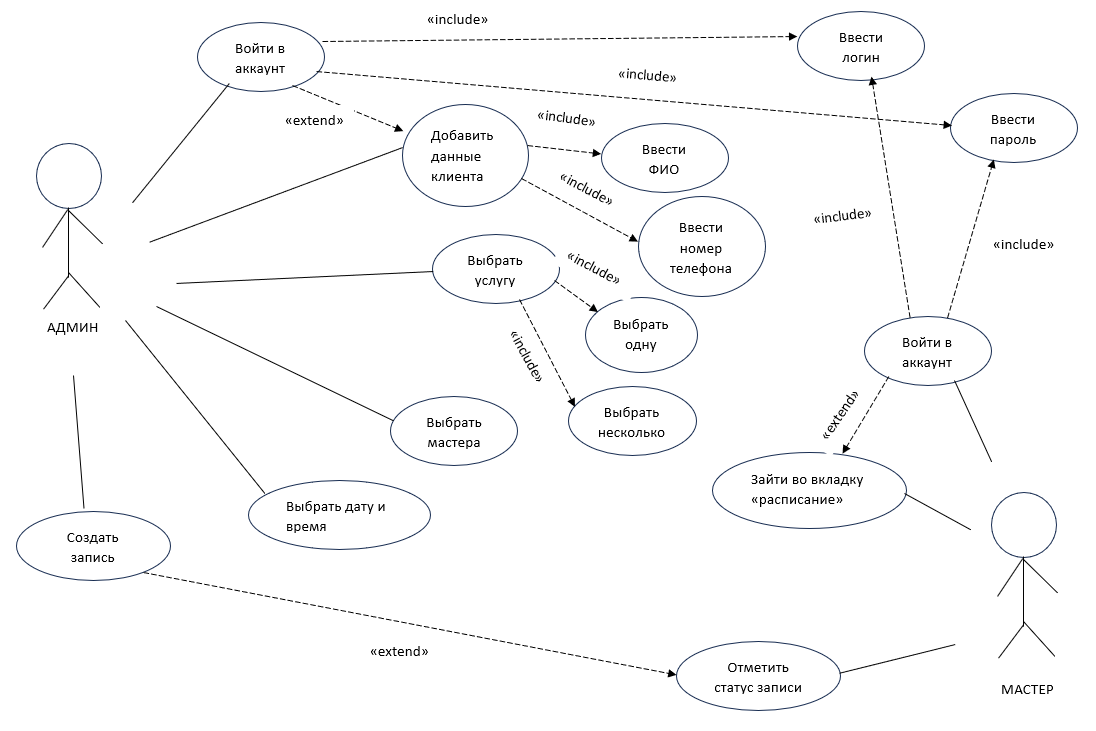 «include»
Войти в
аккаунт
Ввести
логин
«include»
«extend»
Добавить
данные
клиента
«include»
Ввести
ФИО
Ввести
пароль
«include»
Ввести
номер
телефона
«include»
«include»
Выбрать
услугу
«include»
Выбрать
одну
«include»
АДМИН
Войти в
аккаунт
Выбрать
мастера
Выбрать
несколько
«extend»
Зайти во вкладку
«расписание»
Выбрать дату и
время
Создать
запись
«extend»
Отметить
статус записи
МАСТЕР